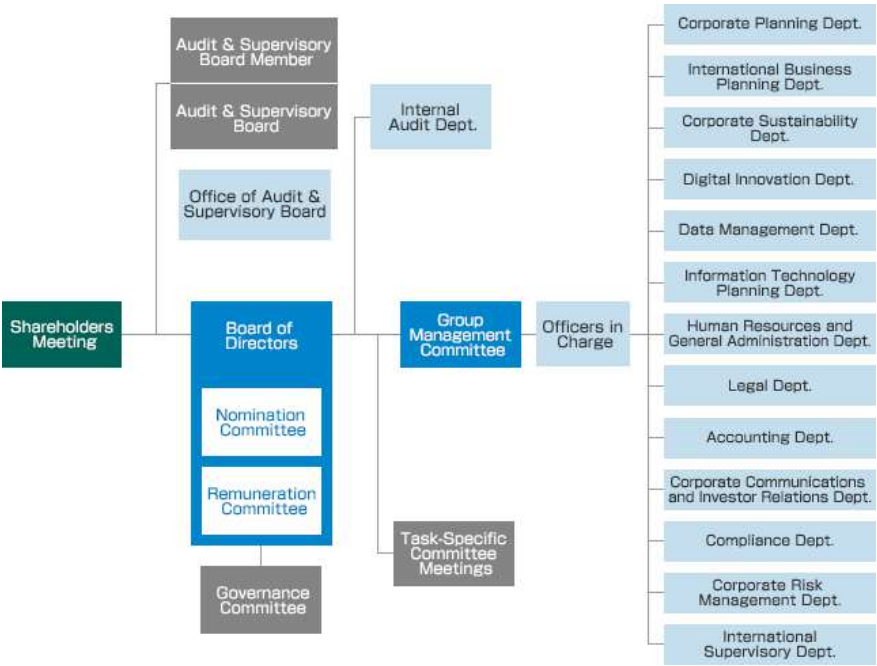 Audit & Supervisory
Board Member
Audit & Supervisory
Board
Office of Audit &
Supervisory Board
Internal
Audit Dept.
Shareholders
Meeting
Board of
Directors
Nomination
Committee
Remuneration
Committee
Governance
Committee
Group
Management
Committee
Task-Specific
Committee
Meetings
Officers in
Charge
Corporate Planning Dept.
International Business
Planning Dept.
Corporate Sustainability
Dept.
Digital Innovation Dept.
Data Management Dept.
Information Technology
Planning Dept.
Human Resources and
General Administration Dept.
Legal Dept.
Accounting Dept.
Corporate Communications
and Investor Relations Dept.
Compliance Dept.
Corporate Risk
Management Dept.
International
Supervisory Dept.